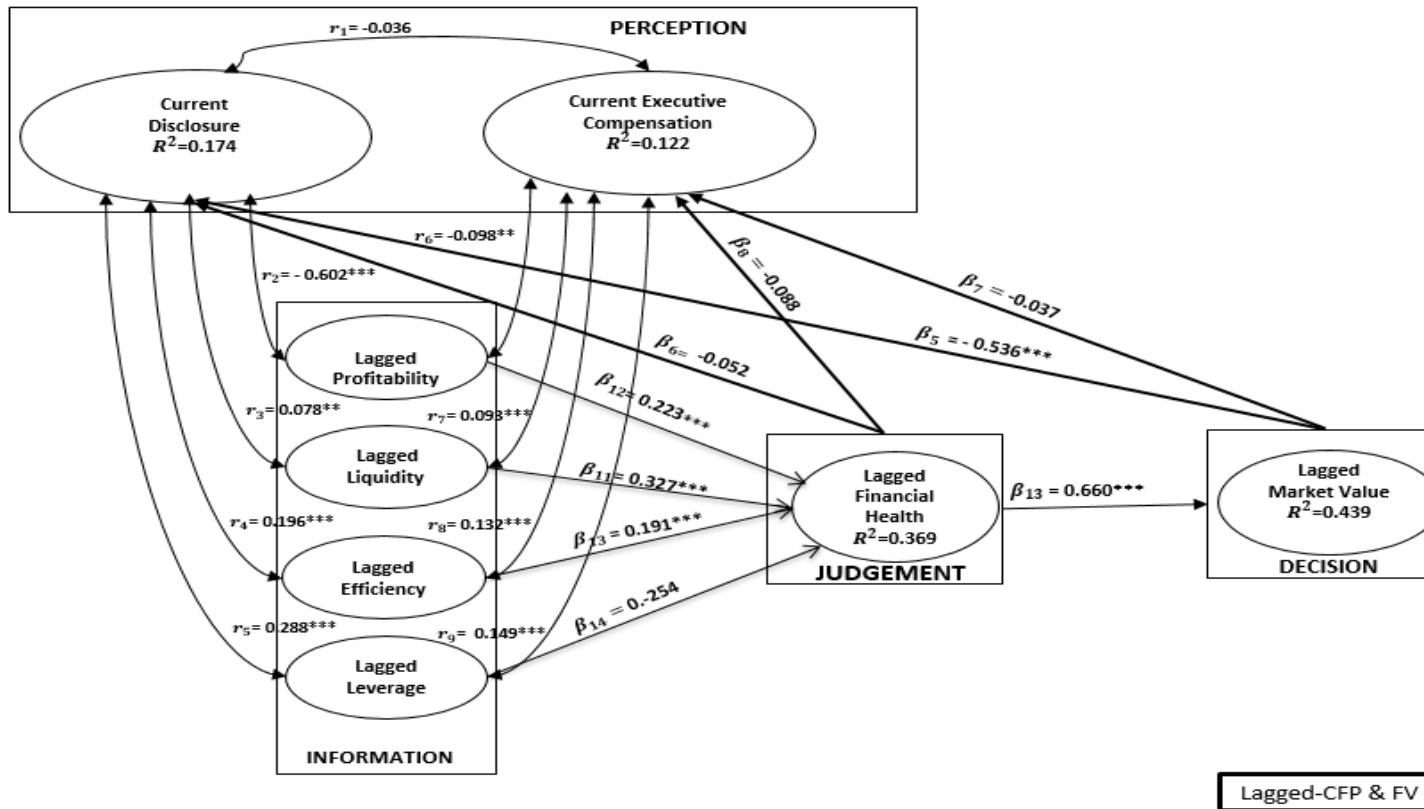 r₁= -0.036
PERCEPTION
Current
Disclosure
R²=0.174
Current Executive
Compensation
R²=0.122
r₆= -0.098**
r₂= - 0.602***
β₈ = -0.088
β₇ = -0.037
β₅ = - 0.536***
β₆₌ -0.052
Lagged
Profitability
β₁₂= 0.223***
r₃= 0.078**
r₇= 0.093***
Lagged
Liquidity
β₁₁= 0.327***
Lagged
Financial
Health
R²=0.369
JUDGEMENT
β₁₃ = 0.660***
Lagged
Market Value
R²=0.439
DECISION
r₄= 0.196***
r₈= 0.132***
β₁₃ = 0.191***
Lagged
Efficiency
β₁₄ = 0.-254
r₅= 0.288***
r₉= 0.149***
Lagged
Leverage
INFORMATION
Lagged-CFP & FV